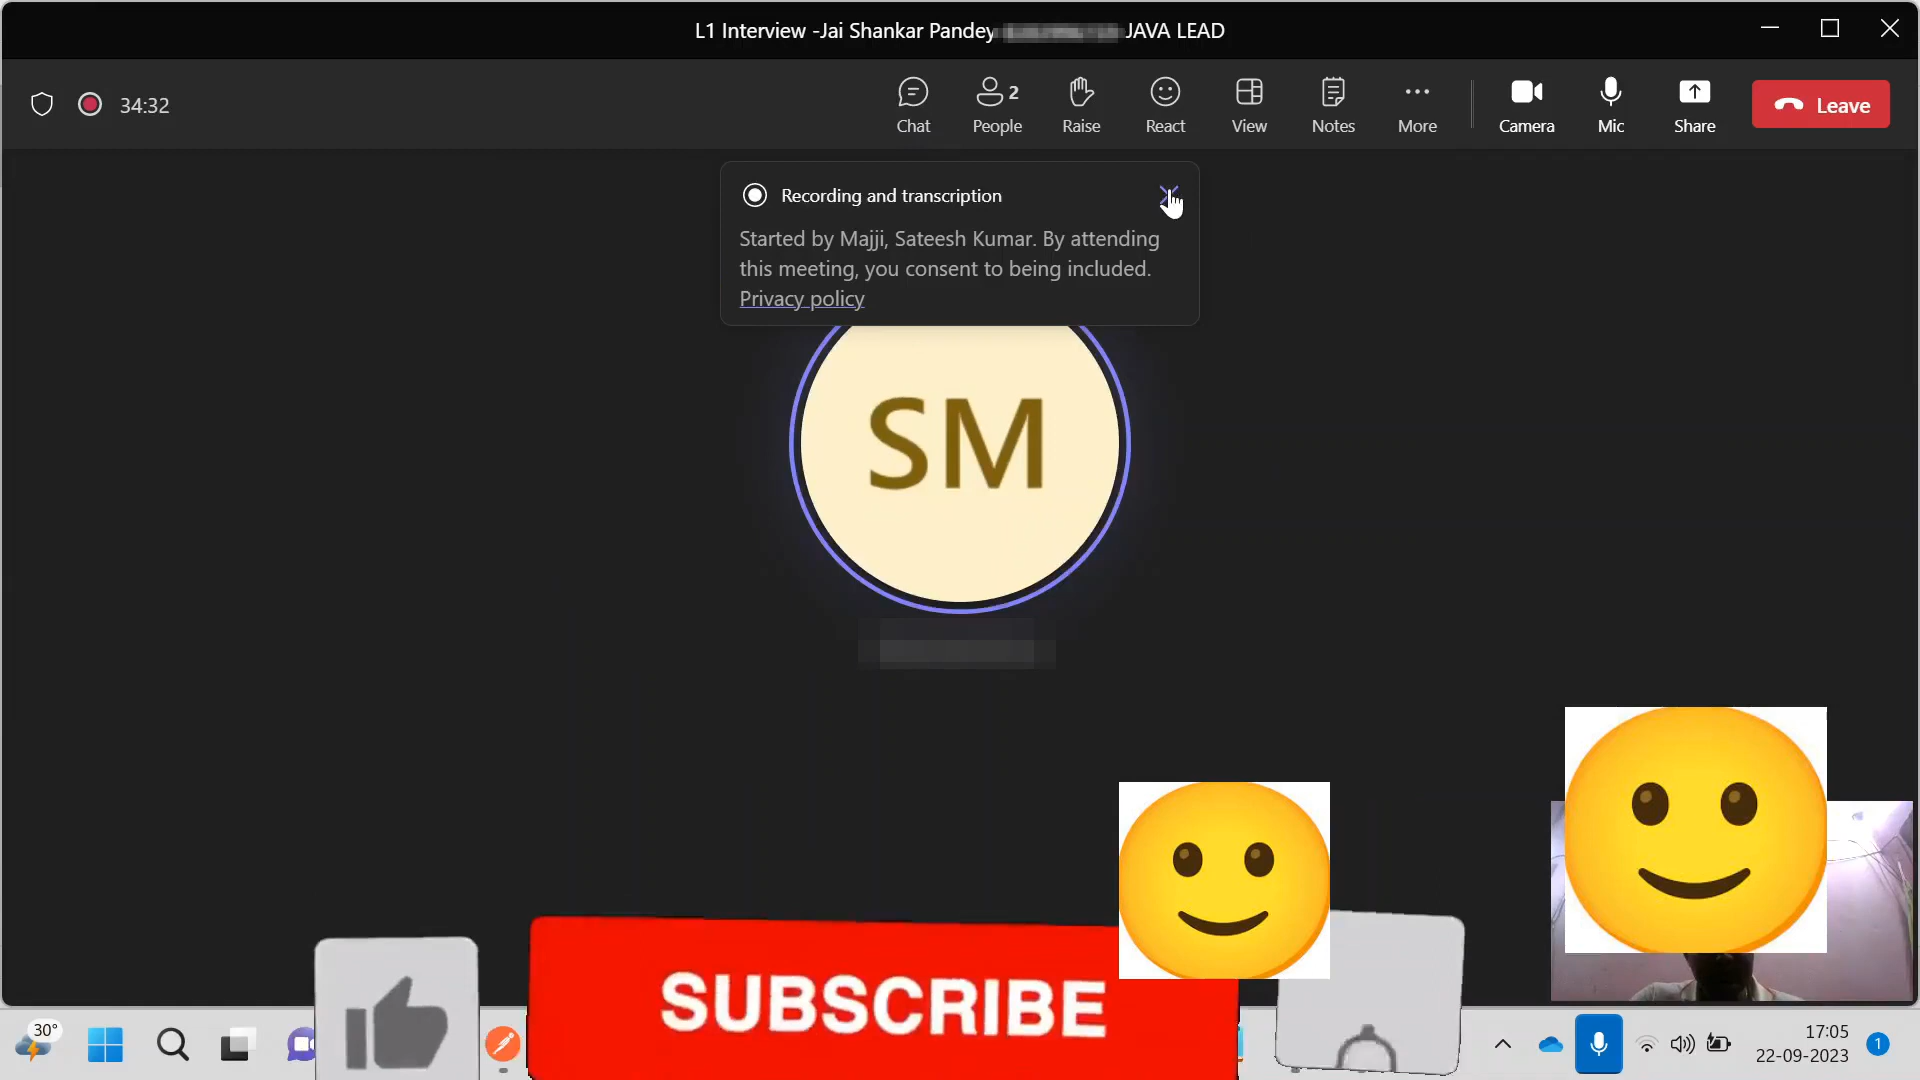 L1 Interview -Jai Shankar Pandey JAVA LEAD
34:32
Chat
People 2
Raise
React
View
Notes
More
Camera
Mic
Share
Leave
Recording and transcription
Started by Majji, Sateesh Kumar. By attending
this meeting, you consent to being included.
Privacy policy
SM
SUBSCRIBE
30°
17:05
22-09-2023
1